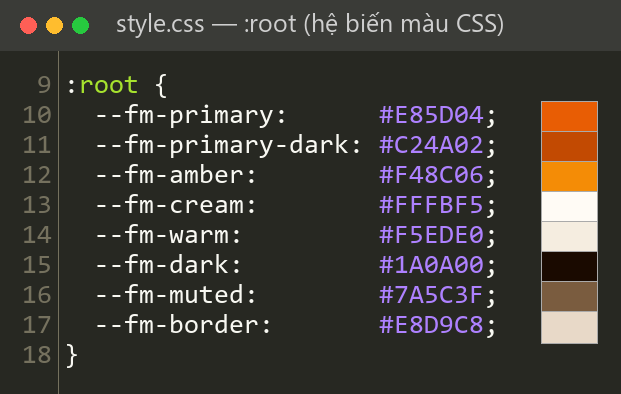 style.css — :root (hệ biến màu CSS)
9 :root {
10   --fm-primary:      #E85D04;
11   --fm-primary-dark: #C24A02;
12   --fm-amber:        #F48C06;
13   --fm-cream:        #FFFBF5;
14   --fm-warm:         #F5EDE0;
15   --fm-dark:         #1A0A00;
16   --fm-muted:        #7A5C3F;
17   --fm-border:       #E8D9C8;
18 }